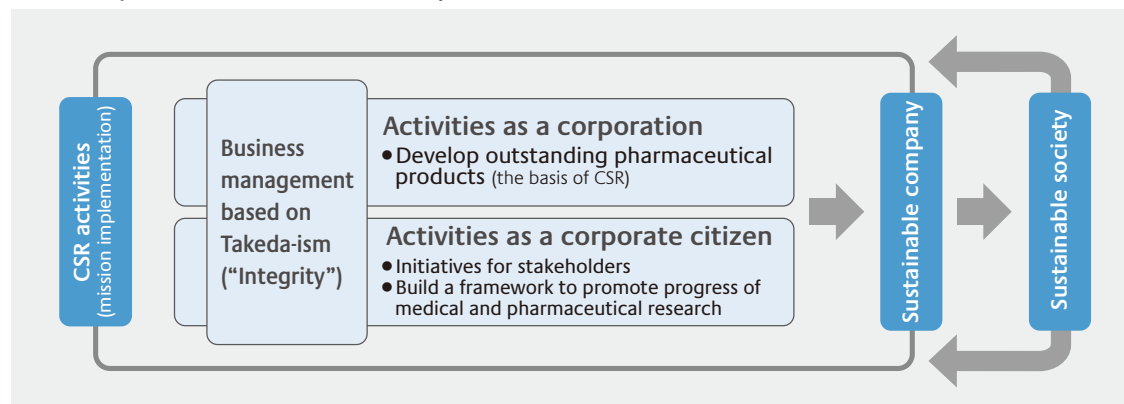 CSR activities
(mission implementation)
Business
management
based on
Takeda-ism
(“Integrity”)
Activities as a corporation
•Develop outstanding pharmaceutical
products (the basis of CSR)
Activities as a corporate citizen
•Initiatives for stakeholders
•Build a framework to promote progress of
medical and pharmaceutical research
Sustainable company
Sustainable society